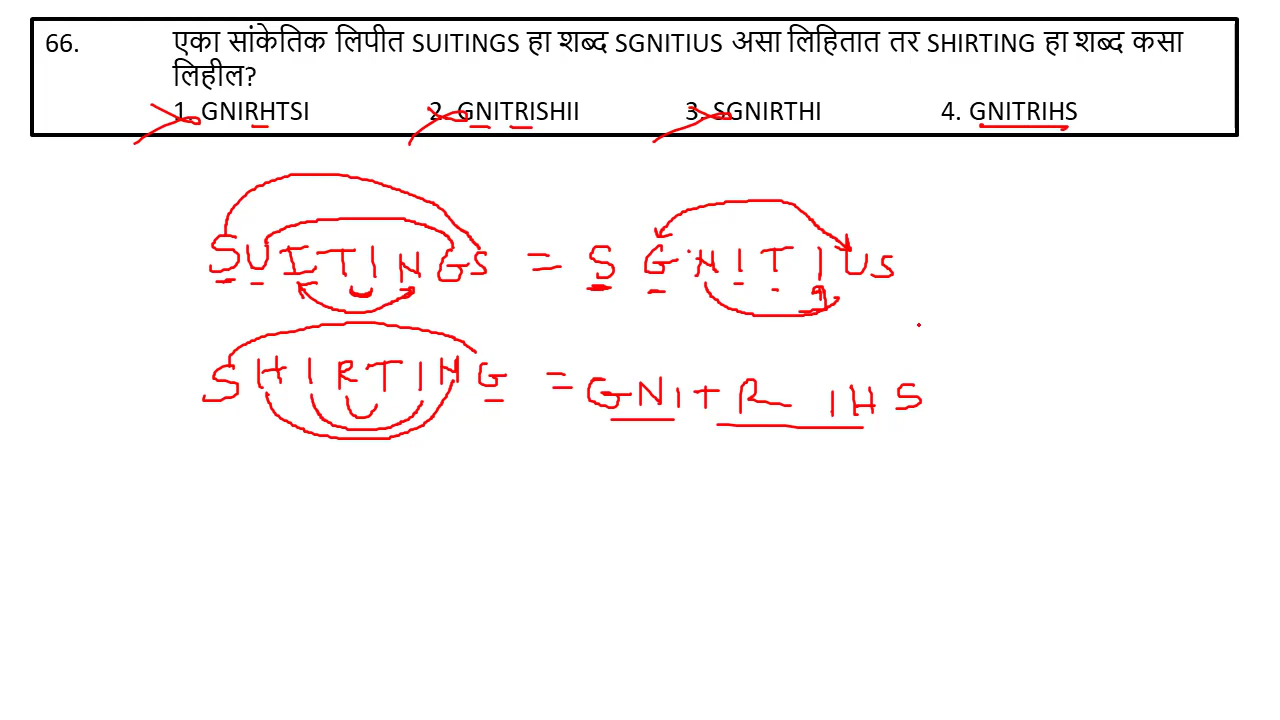 66. एका सांकेतिक लिपीत SUITINGS हा शब्द SGNITIUS असा लिहितात तर SHIRTING हा शब्द कसा
लिहील?
1. GNIRHTSI 2. GNITRISHII 3. SGNIRTHI 4. GNITRIHS
SUITINGS = SGNITIUS
SHIRTING = GNITRIHS